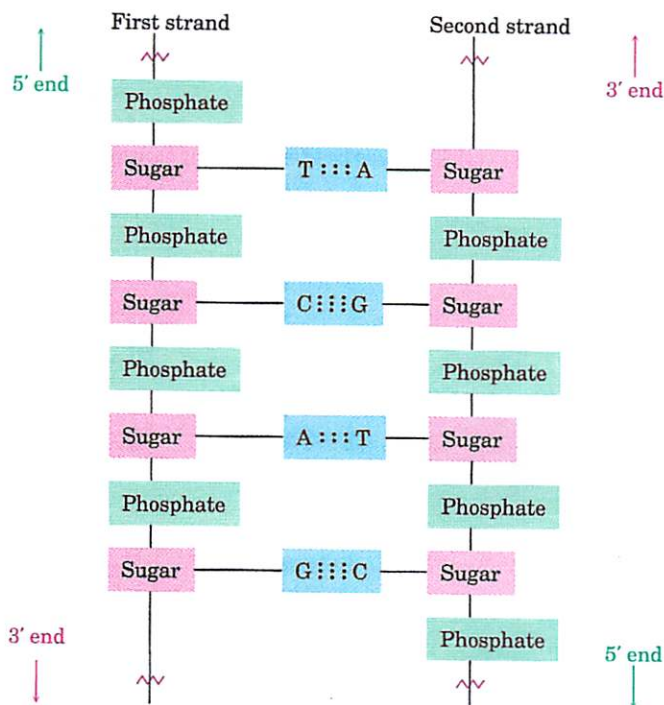 First strand Second strand
5′ end 3′ end
Phosphate
Sugar T A Sugar
Phosphate Phosphate
Sugar C G Sugar
Phosphate Phosphate
Sugar A T Sugar
Phosphate Phosphate
Sugar G C Sugar
Phosphate
3′ end 5′ end